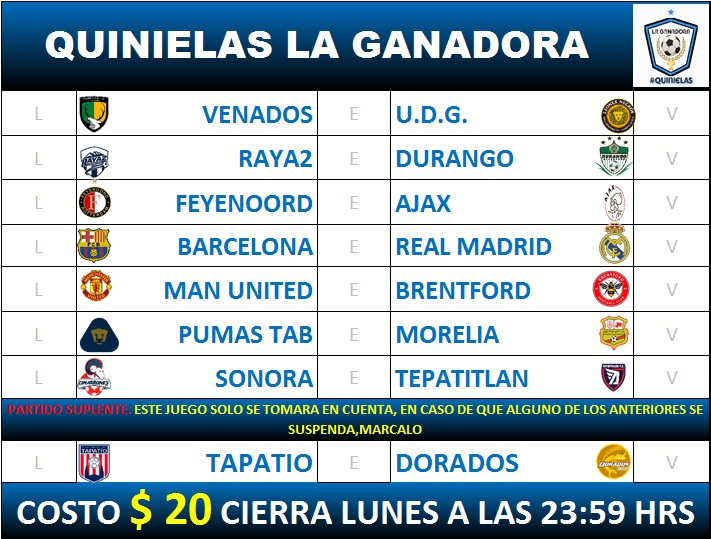 QUINIELAS LA GANADORA
LA GANADORA
#QUINIELAS
L VENADOS E U.D.G. V
L RAYA2 E DURANGO V
L FEYENOORD E AJAX V
L BARCELONA E REAL MADRID V
L MAN UNITED E BRENTFORD V
L PUMAS TAB E MORELIA V
L SONORA E TEPATITLAN V
PARTIDO SUPLENTE: ESTE JUEGO SOLO SE TOMARA EN CUENTA, EN CASO DE QUE ALGUNO DE LOS ANTERIORES SE
SUSPENDA,MARCALO
L TAPATIO E DORADOS V
COSTO $ 20 CIERRA LUNES A LAS 23:59 HRS